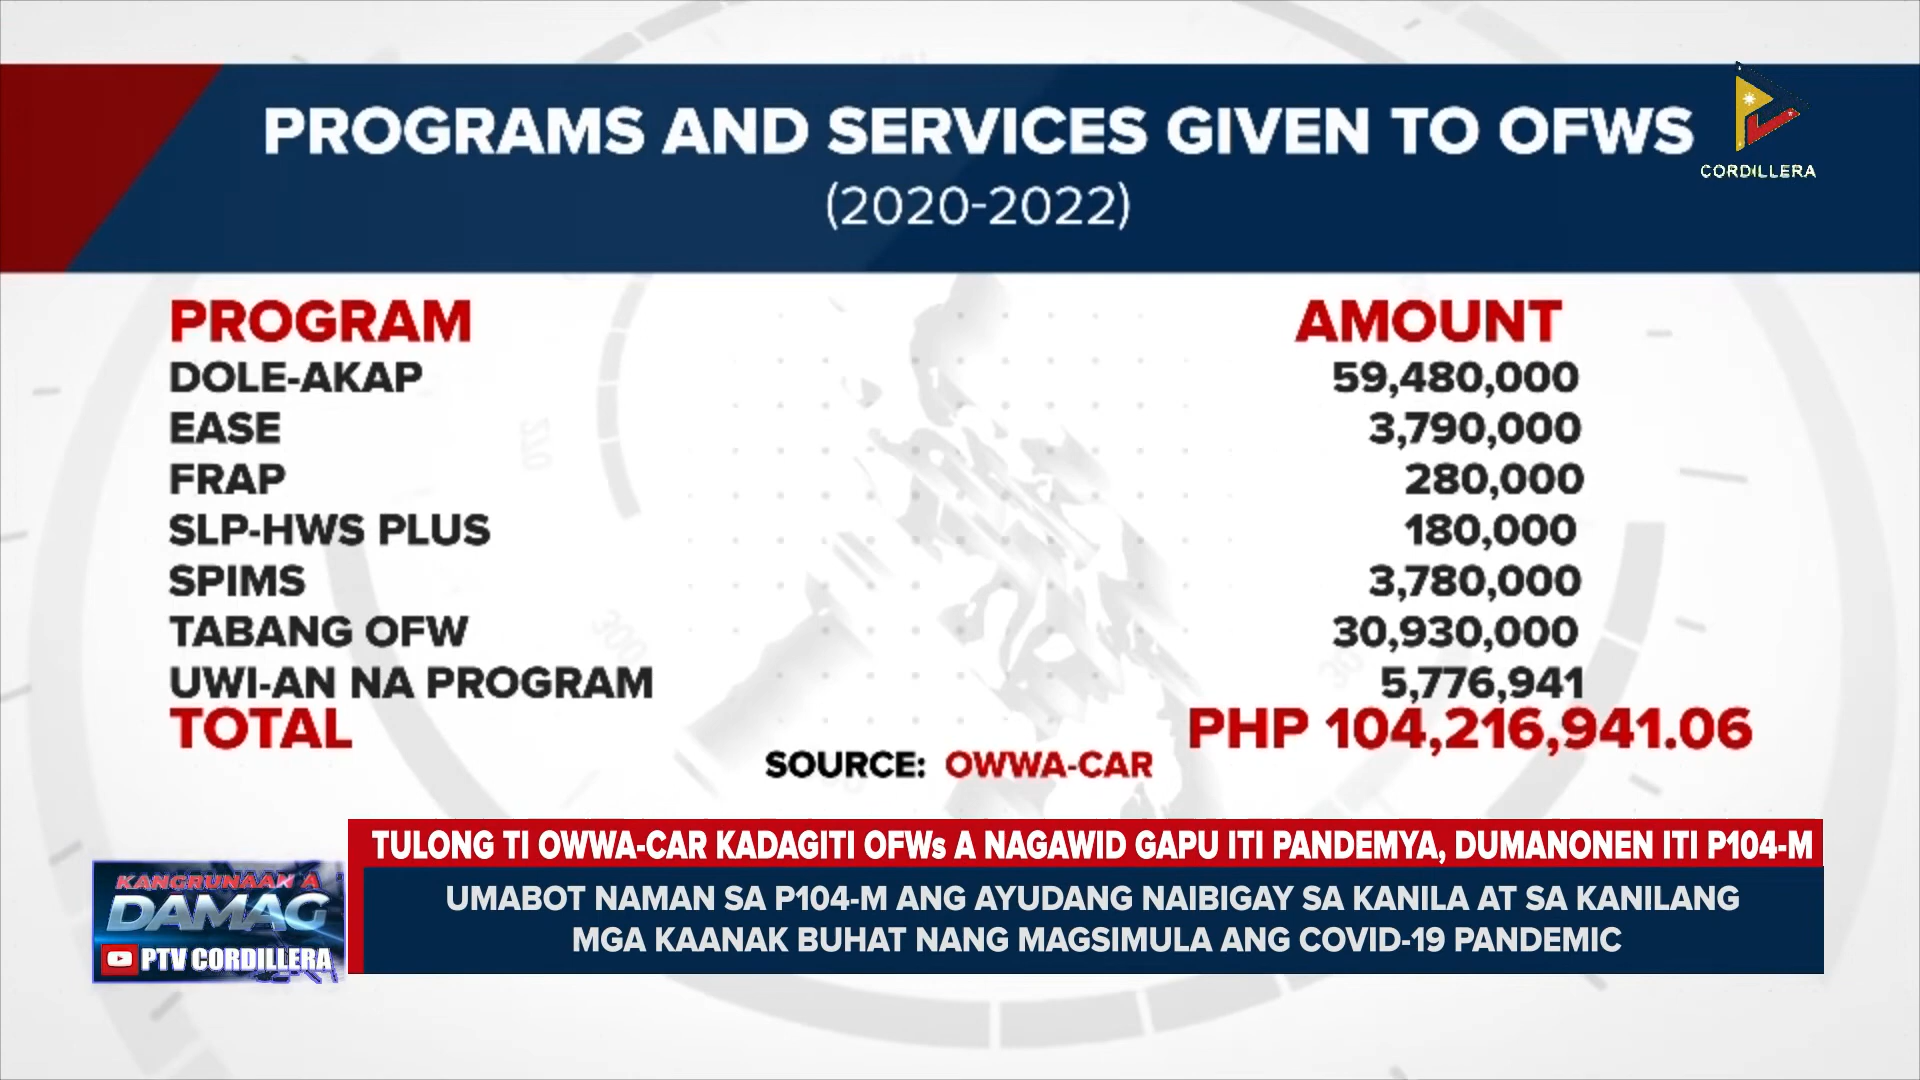 PROGRAMS AND SERVICES GIVEN TO OFWS
(2020-2022)
CORDILLERA
PROGRAM AMOUNT
DOLE-AKAP 59,480,000
EASE 3,790,000
FRAP 280,000
SLP-HWS PLUS 180,000
SPIMS 3,780,000
TABANG OFW 30,930,000
UWI-AN NA PROGRAM 5,776,941
TOTAL PHP 104,216,941.06
SOURCE: OWWA-CAR
TULONG TI OWWA-CAR KADAGITI OFWs A NAGAWID GAPU ITI PANDEMYA, DUMANONEN ITI P104-M
UMABOT NAMAN SA P104-M ANG AYUDANG NAIBIGAY SA KANILA AT SA KANILANG
MGA KAANAK BUHAT NANG MAGSIMULA ANG COVID-19 PANDEMIC
KANGRUNAAN A
DAMAG
PTV CORDILLERA
270
300